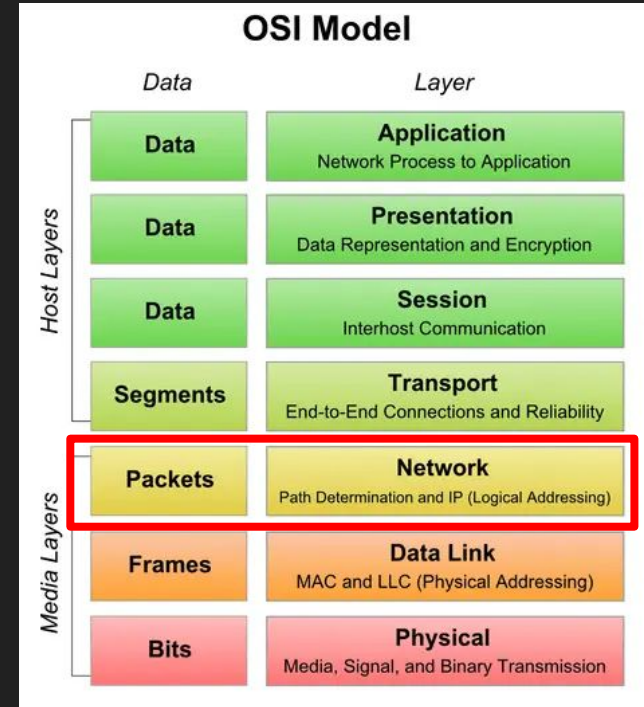 OSI Model
Data Layer
Host Layers
Data
Application
Network Process to Application
Data
Presentation
Data Representation and Encryption
Data
Session
Interhost Communication
Segments
Transport
End-to-End Connections and Reliability
Media Layers
Packets
Network
Path Determination and IP (Logical Addressing)
Frames
Data Link
MAC and LLC (Physical Addressing)
Bits
Physical
Media, Signal, and Binary Transmission